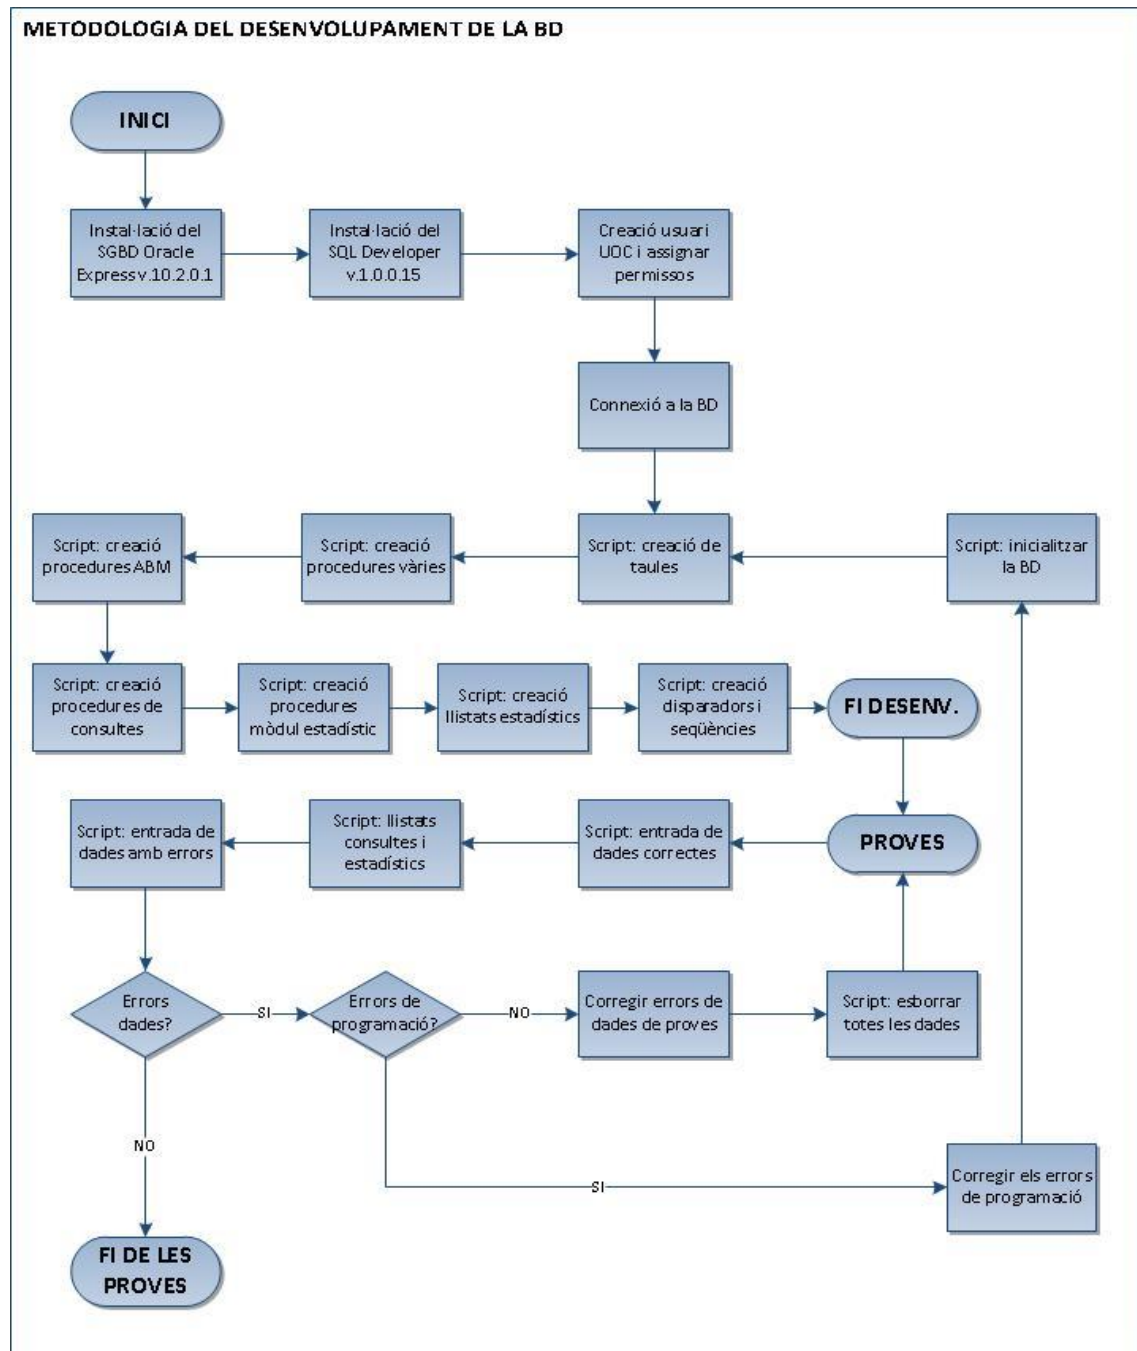 METODOLOGIA DEL DESENVOLUPAMENT DE LA BD
INICI
Instal·lació del
SGBD Oracle
Express v.10.2.0.1
Instal·lació del
SQL Developer
v.1.0.0.15
Creació usuari
UOC i assignar
permissos
Connexió a la BD
Script: creació
procedures ABM
Script: creació
procedures vàries
Script: creació de
taules
Script: inicialitzar
la BD
Script: creació
procedures de
consultes
Script: creació
procedures
mòdul estadístic
Script: creació
llistats estadístics
Script: creació
disparadors i
seqüències
FI DESENV.
Script: entrada de
dades amb errors
Script: llistats
consultes i
estadístics
Script: entrada de
dades correctes
PROVES
Errors
dades?
SI
Errors de
programació?
NO
Corregir errors de
dades de proves
Script: esborrar
totes les dades
NO
SI
Corregir els errors
de programació
FI DE LES
PROVES